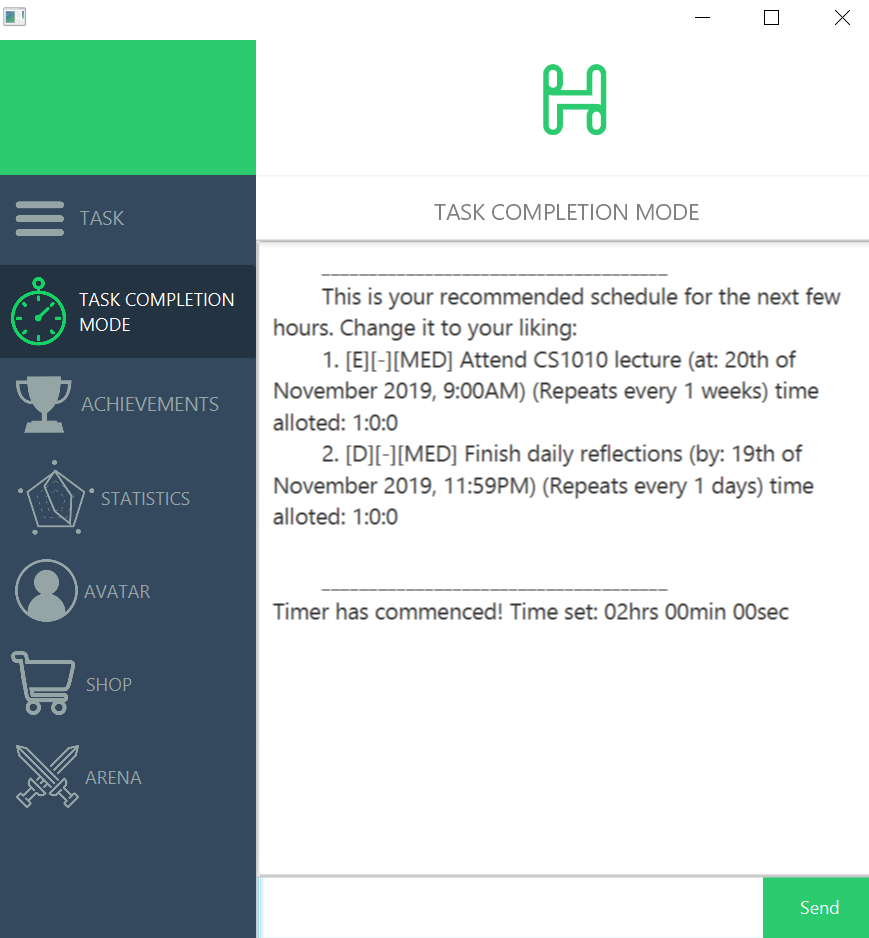 TASK
TASK COMPLETION
MODE
ACHIEVEMENTS
STATISTICS
AVATAR
SHOP
ARENA
TASK COMPLETION MODE
____________________________________
This is your recommended schedule for the next few
hours. Change it to your liking:
1. [E][-][MED] Attend CS1010 lecture (at: 20th of
November 2019, 9:00AM) (Repeats every 1 weeks) time
alloted: 1:0:0
2. [D][-][MED] Finish daily reflections (by: 19th of
November 2019, 11:59PM) (Repeats every 1 days) time
alloted: 1:0:0
____________________________________
Timer has commenced! Time set: 02hrs 00min 00sec
Send